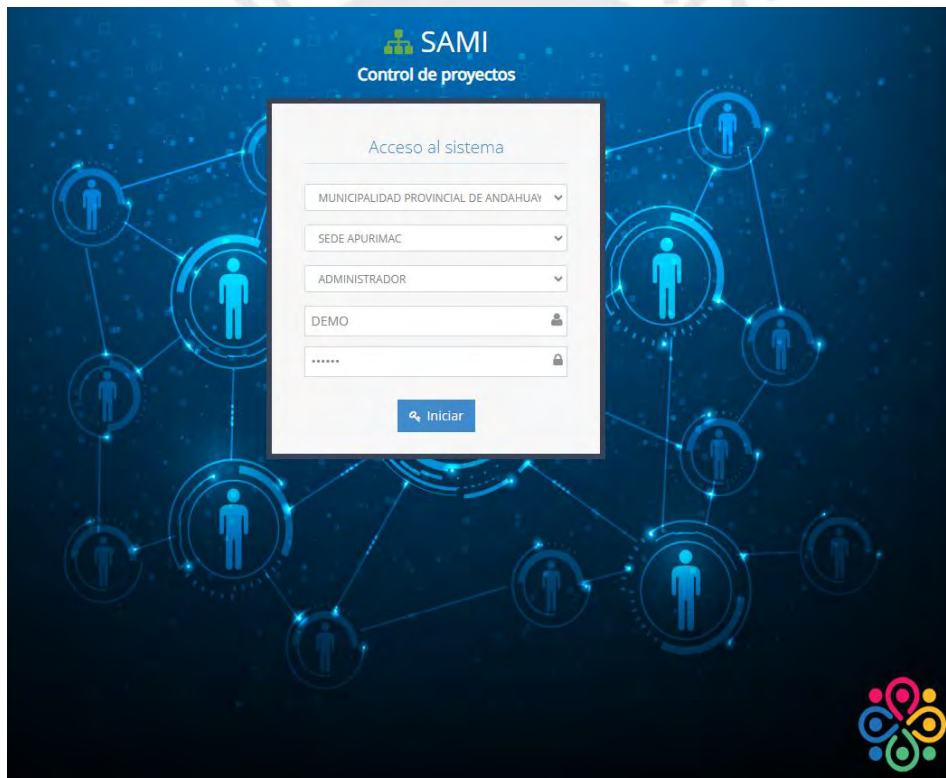 SAMI
Control de proyectos
Acceso al sistema
MUNICIPALIDAD PROVINCIAL DE ANDAHUAY
SEDE APURIMAC
ADMINISTRADOR
DEMO
••••••
Iniciar